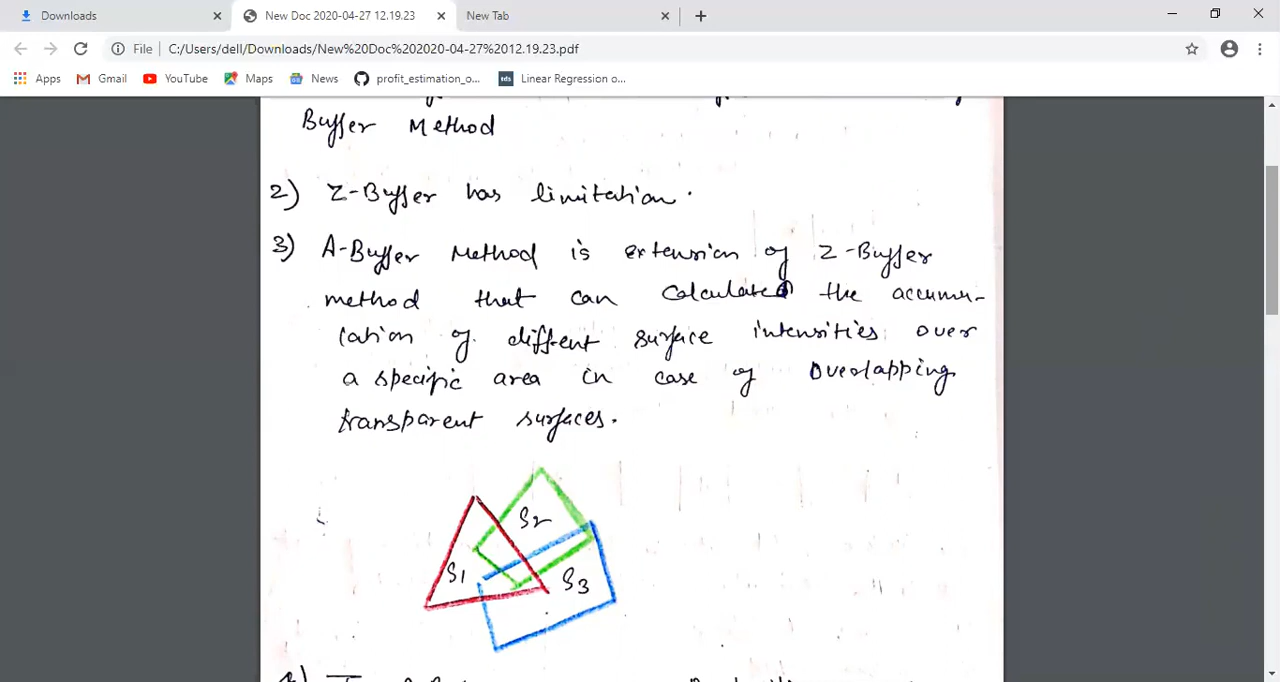 Downloads
New Doc 2020-04-27 12.19.23
New Tab
File C:/Users/dell/Downloads/New%20Doc%202020-04-27%2012.19.23.pdf
Apps Gmail YouTube Maps News profit_estimation_o... tds Linear Regression o...
Buffer Method
2) Z-Buffer has limitation.
3) A-Buffer Method is extension of Z-Buffer
method that can calculated the accumu-
lation of diffent surface intensities over
a specific area in case of overlapping
transparent surfaces.
S2
S1
S3